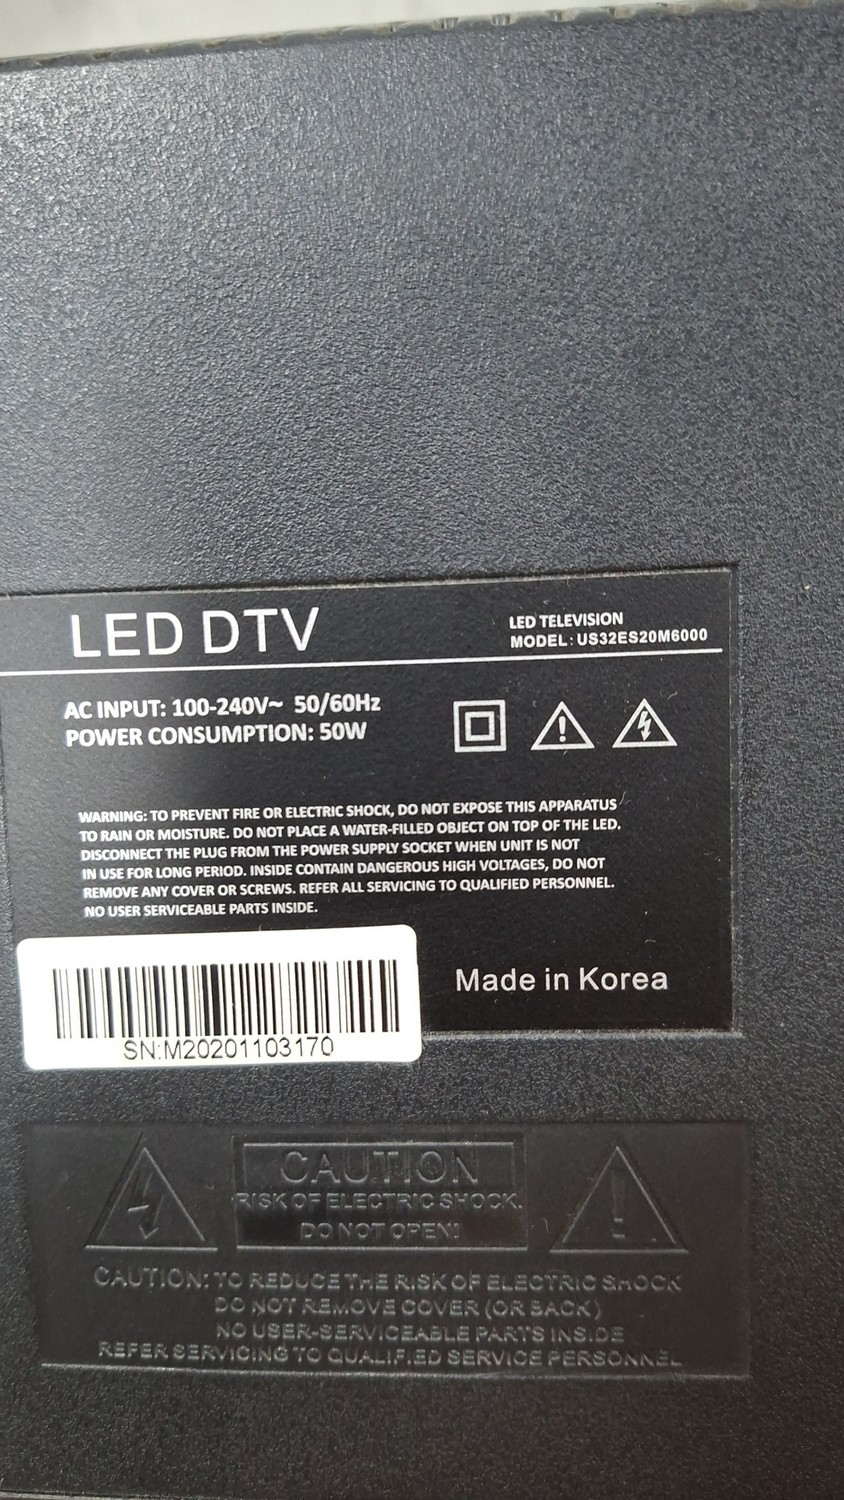 LED DTV
LED TELEVISION
MODEL: US32ES20M6000
AC INPUT: 100-240V~ 50/60Hz
POWER CONSUMPTION: 50W
WARNING: TO PREVENT FIRE OR ELECTRIC SHOCK, DO NOT EXPOSE THIS APPARATUS
TO RAIN OR MOISTURE. DO NOT PLACE A WATER-FILLED OBJECT ON TOP OF THE LED.
DISCONNECT THE PLUG FROM THE POWER SUPPLY SOCKET WHEN UNIT IS NOT
IN USE FOR LONG PERIOD. INSIDE CONTAIN DANGEROUS HIGH VOLTAGES, DO NOT
REMOVE ANY COVER OR SCREWS. REFER ALL SERVICING TO QUALIFIED PERSONNEL.
NO USER SERVICEABLE PARTS INSIDE.
Made in Korea
SN:M20201103170
CAUTION
RISK OF ELECTRIC SHOCK.
DO NOT OPEN!
CAUTION: TO REDUCE THE RISK OF ELECTRIC SHOCK
DO NOT REMOVE COVER (OR BACK)
NO USER-SERVICEABLE PARTS INSIDE
REFER SERVICING TO QUALIFIED SERVICE PERSONNEL